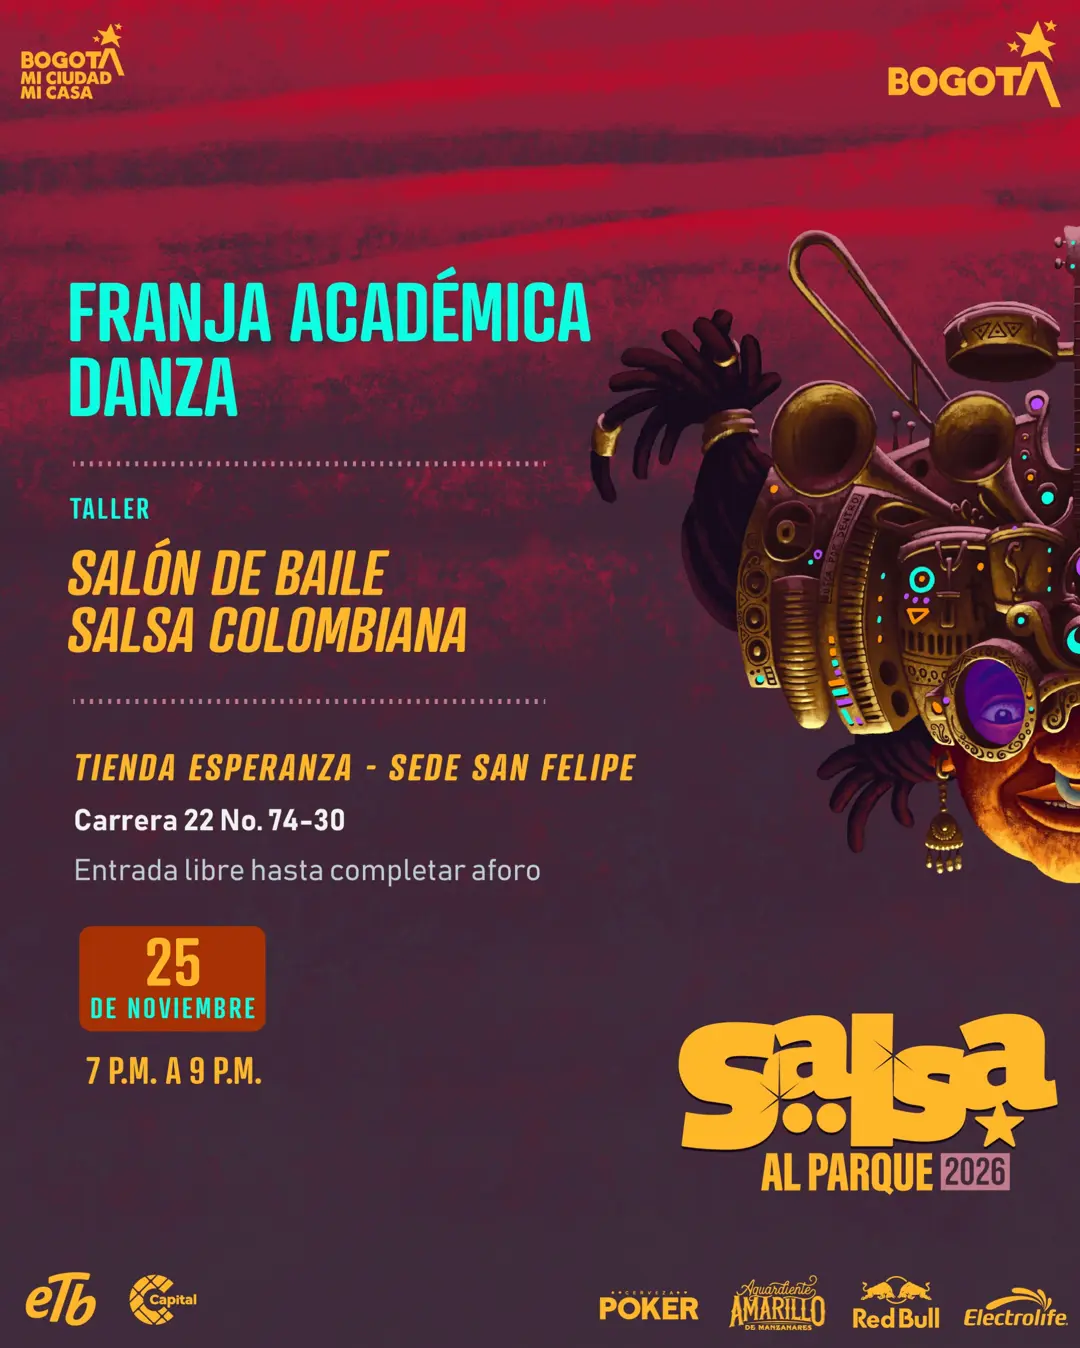 BOGOTÁ
MI CIUDAD
MI CASA
BOGOTÁ
FRANJA ACADÉMICA
DANZA
TALLER
SALÓN DE BAILE
SALSA COLOMBIANA
TIENDA ESPERANZA - SEDE SAN FELIPE
Carrera 22 No. 74-30
Entrada libre hasta completar aforo
25
DE NOVIEMBRE
7 P.M. A 9 P.M.
Salsa
AL PARQUE 2026
eTb
Capital
CERVEZA
POKER
Aguardiente
AMARILLO
DE MANZANARES
Red Bull
Electrolife